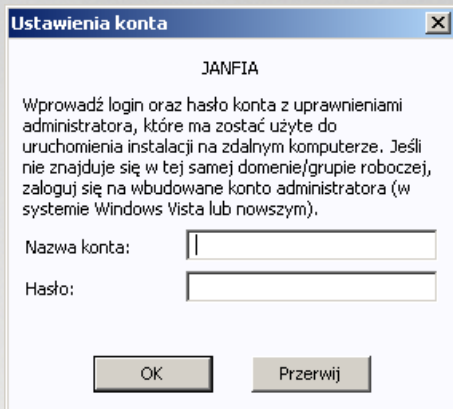 Ustawienia konta
JANFIA
Wprowadź login oraz hasło konta z uprawnieniami
administratora, które ma zostać użyte do
uruchomienia instalacji na zdalnym komputerze. Jeśli
nie znajduje się w tej samej domenie/grupie roboczej,
zaloguj się na wbudowane konto administratora (w
systemie Windows Vista lub nowszym).
Nazwa konta:
Hasło:
OK Przerwij